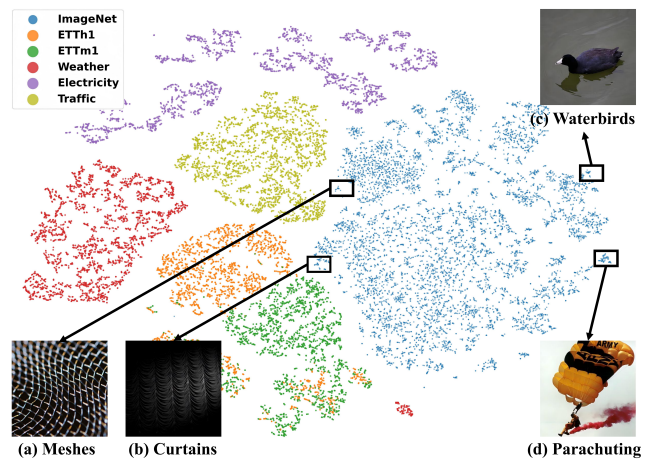 ImageNet
ETTh1
ETTm1
Weather
Electricity
Traffic
(c) Waterbirds
ARMY
(a) Meshes
(b) Curtains
(d) Parachuting